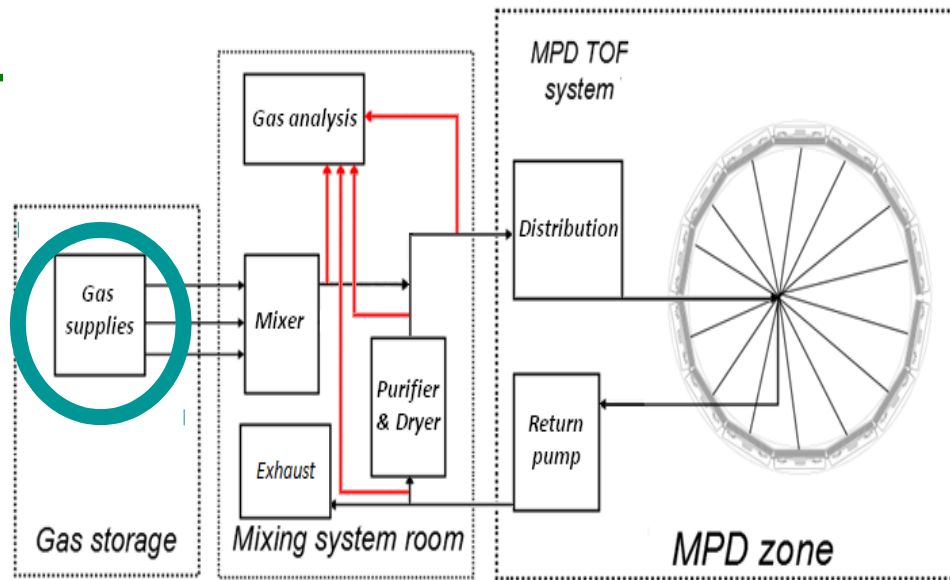 MPD TOF
system
Gas analysis
Distribution
Gas
supplies
Mixer
Purifier
& Dryer
Return
pump
Exhaust
Gas storage
Mixing system room
MPD zone